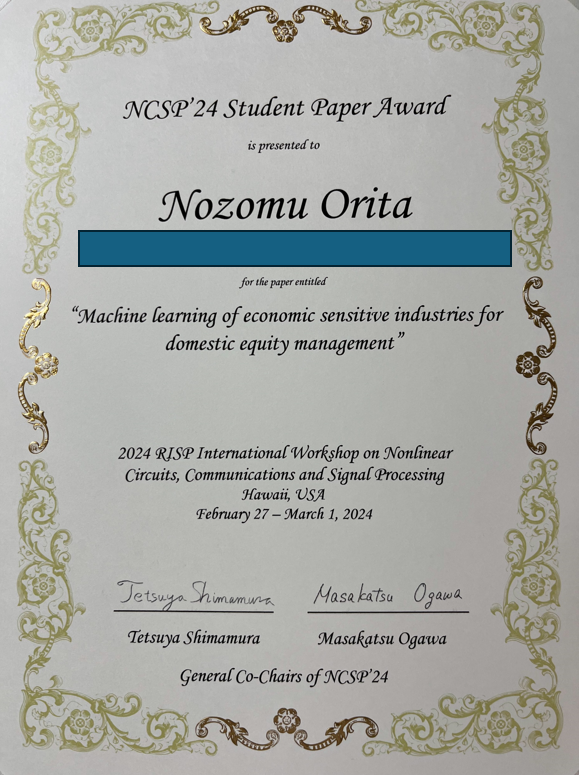 NCSP'24 Student Paper Award
is presented to
Nozomu Orita
for the paper entitled
“Machine learning of economic sensitive industries for
domestic equity management”
2024 RISP International Workshop on Nonlinear
Circuits, Communications and Signal Processing
Hawaii, USA
February 27 – March 1, 2024
Tetsuya Shimamura Masakatsu Ogawa
Tetsuya Shimamura Masakatsu Ogawa
General Co-Chairs of NCSP'24